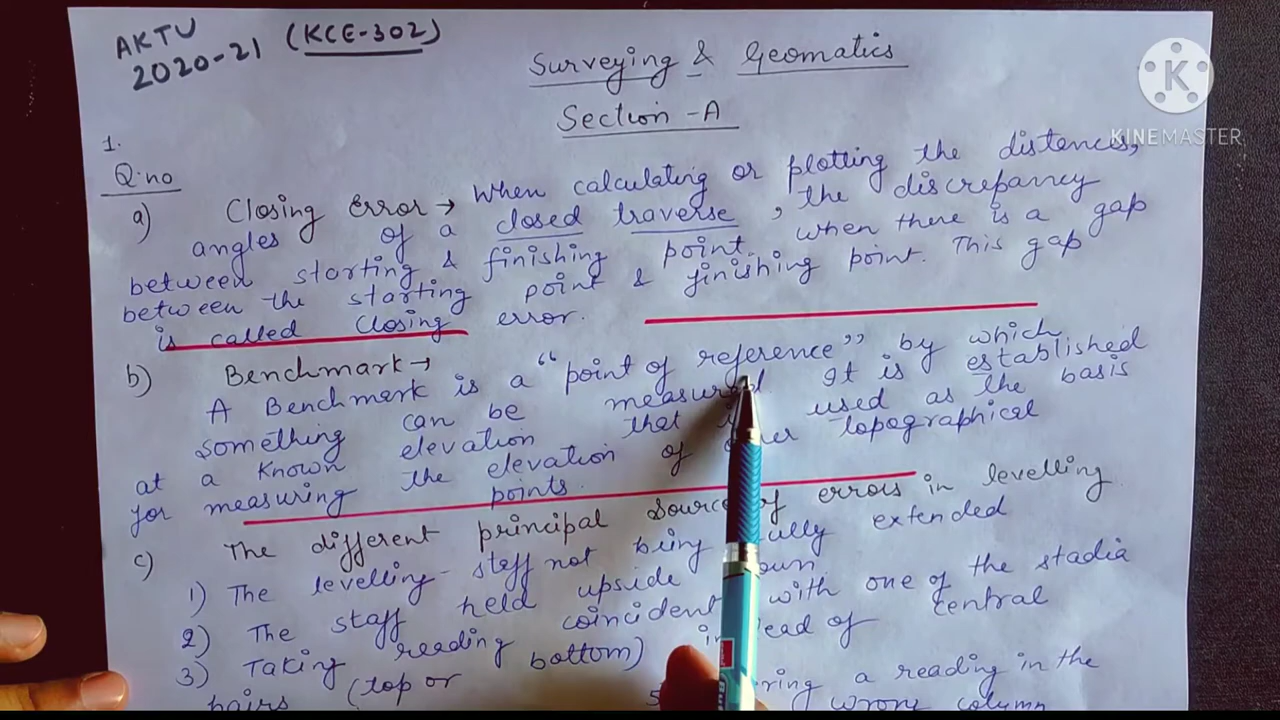 AKTU
2020-21
(KCE-302)
Surveying & Geomatics
Section - A
1.
Q.no
a) Closing Error → When calculating or plotting the distances,
angles of a closed traverse, the discrepancy
between starting & finishing point. when there is a gap
between the starting point & finishing point. This gap
is called Closing error.
b) Benchmark →
A Benchmark is a "point of reference" by which
something can be measured. It is established
at a known elevation that used as the basis
for measuring the elevation of other topographical
points.
c) The different principal source of errors in levelling
1) The levelling-staff not being fully extended
2) The staff held upside down
3) Taking reading coincident with one of the stadia
hairs (top or bottom) instead of central
a reading in the
wrong column
K
KINEMASTER